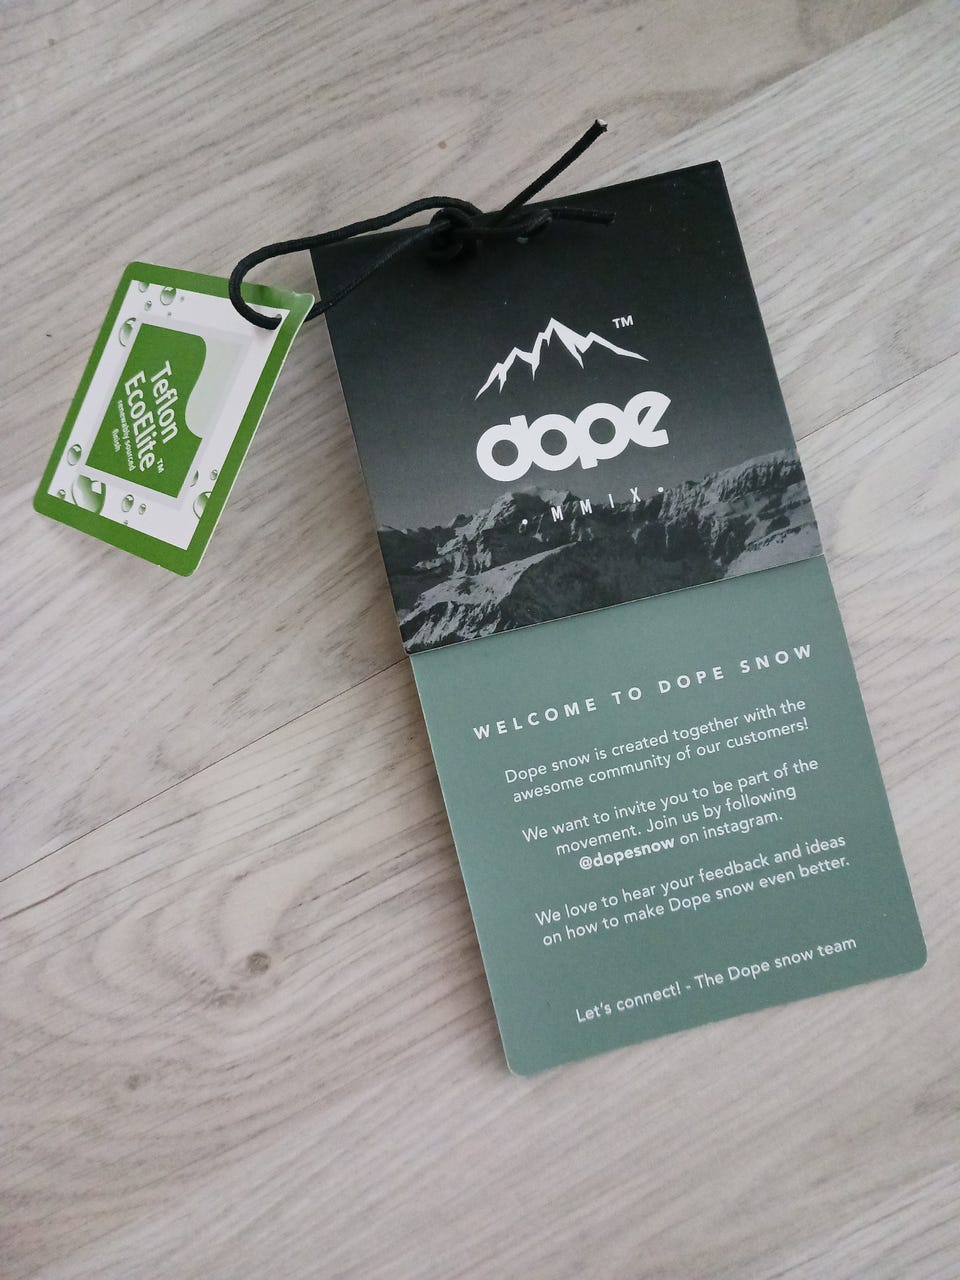 Teflon
EcoElite™
renewably sourced
finish
™
dope
• MMIX •
WELCOME TO DOPE SNOW
Dope snow is created together with the
awesome community of our customers!
We want to invite you to be part of the
movement. Join us by following
@dopesnow on instagram.
We love to hear your feedback and ideas
on how to make Dope snow even better.
Let's connect! - The Dope snow team